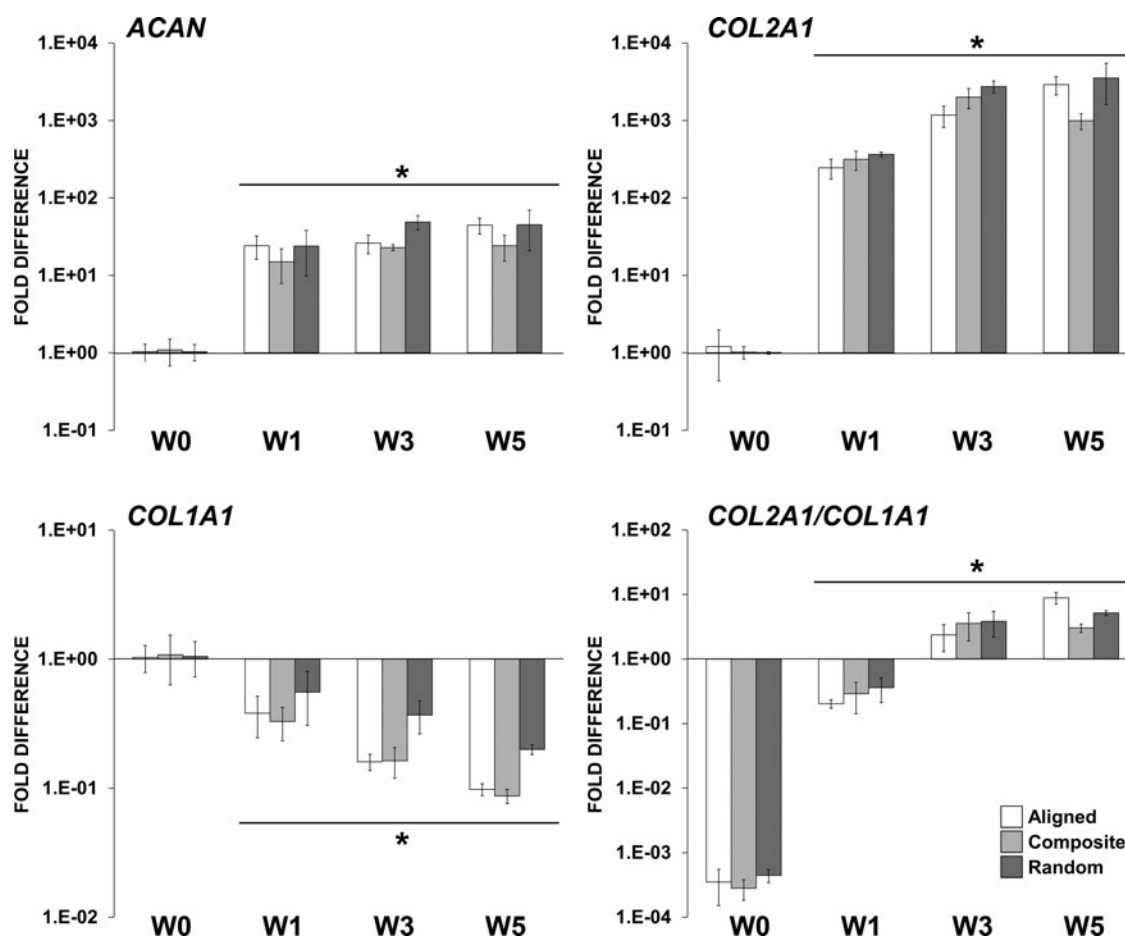 ACAN
1.E+04
1.E+03
1.E+02
1.E+01
1.E+00
1.E-01
FOLD DIFFERENCE
*
W0 W1 W3 W5
COL2A1
1.E+04
1.E+03
1.E+02
1.E+01
1.E+00
1.E-01
FOLD DIFFERENCE
*
W0 W1 W3 W5
COL1A1
1.E+01
1.E+00
1.E-01
1.E-02
FOLD DIFFERENCE
*
W0 W1 W3 W5
COL2A1/COL1A1
1.E+02
1.E+01
1.E+00
1.E-01
1.E-02
1.E-03
1.E-04
FOLD DIFFERENCE
*
Aligned
Composite
Random
W0 W1 W3 W5